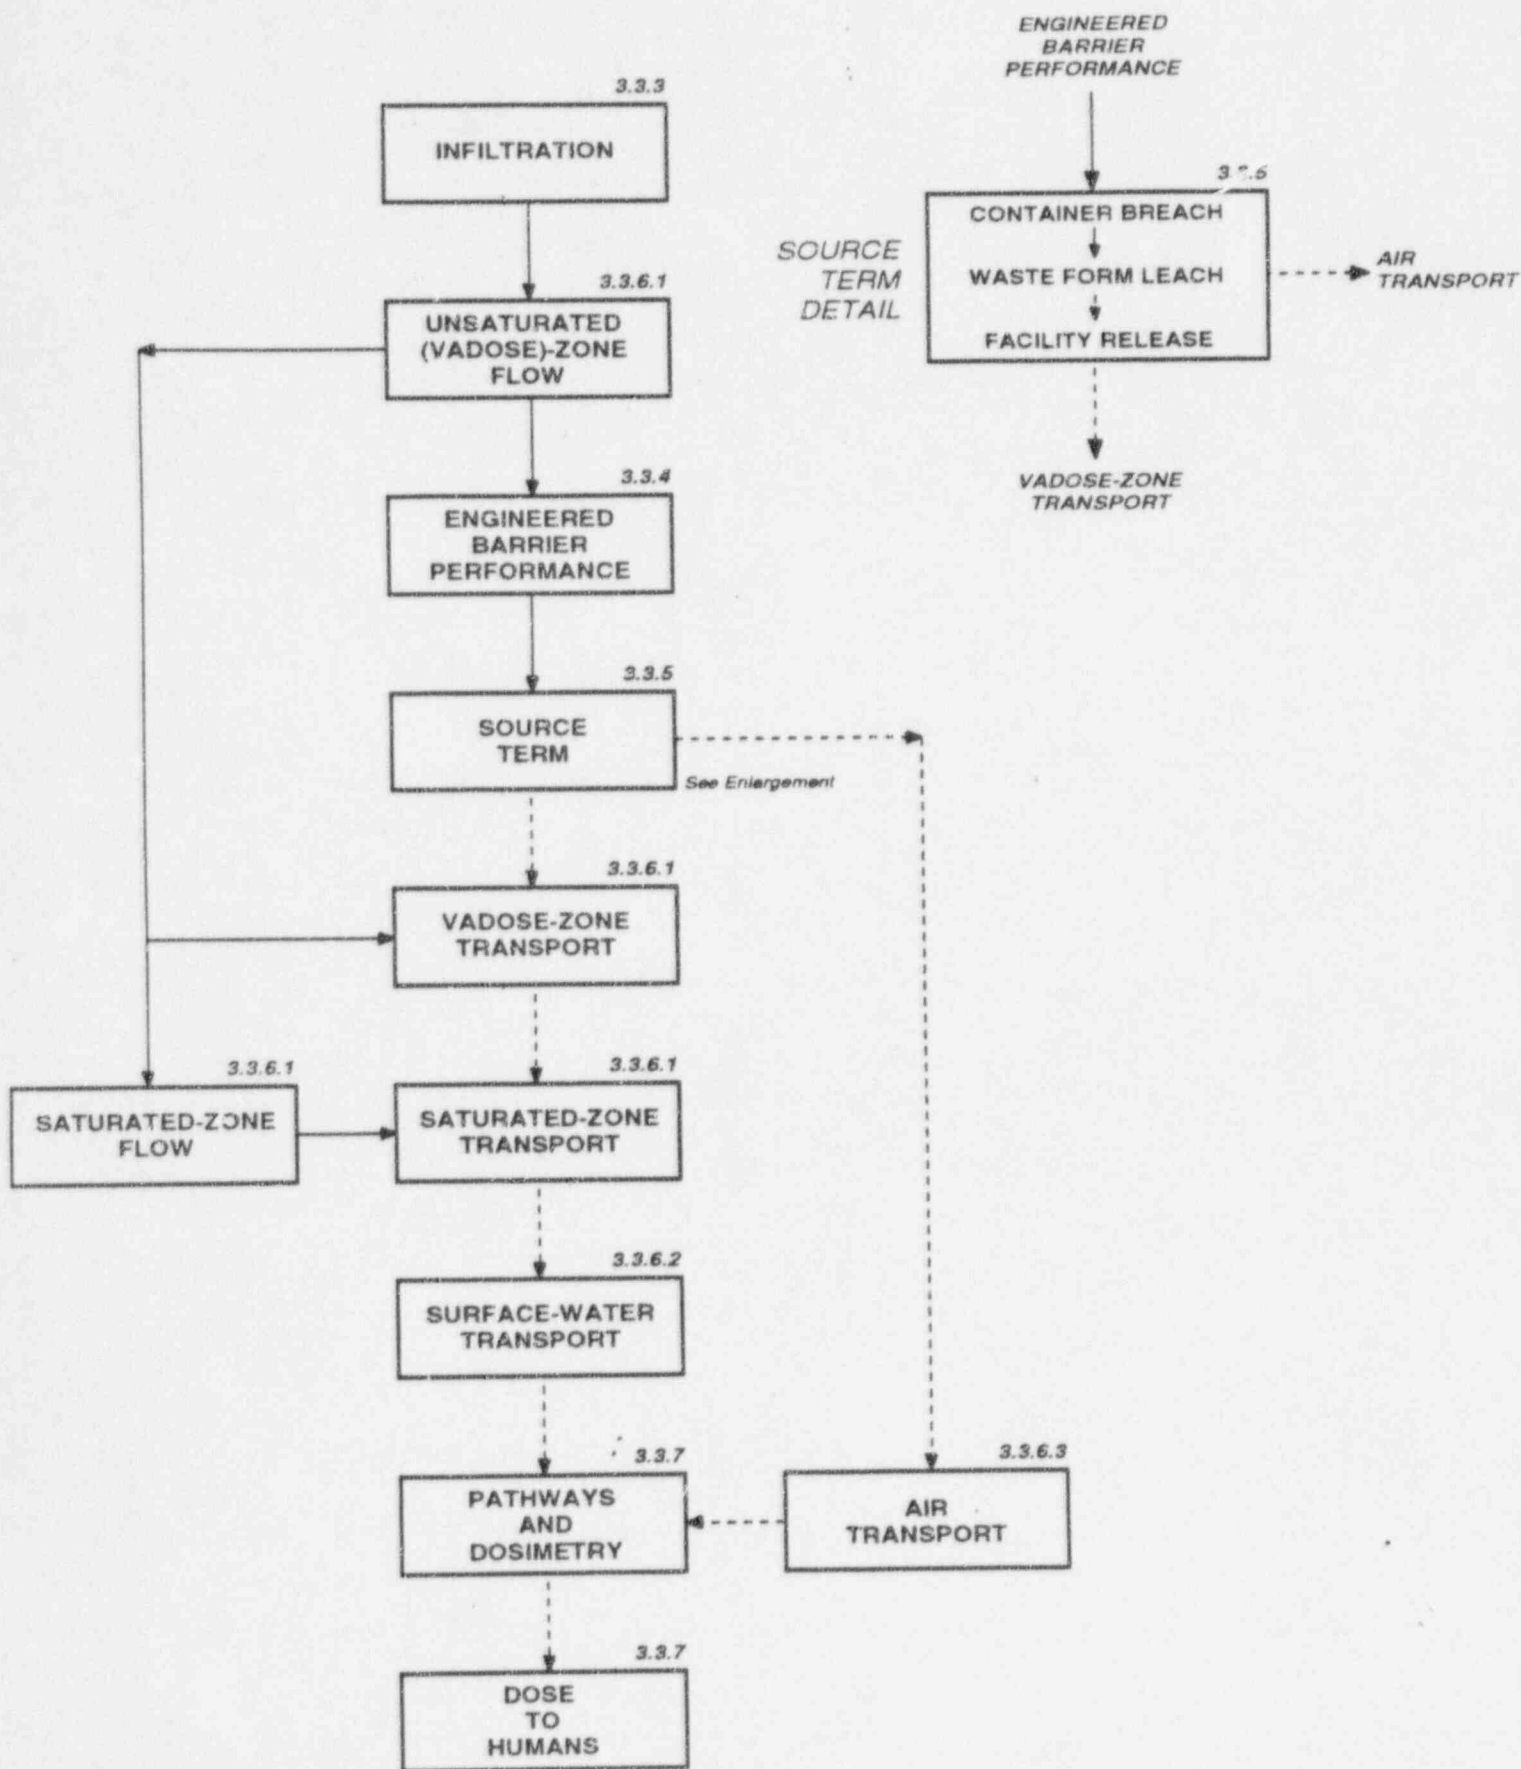 3.3.3
INFILTRATION
3.3.6.1
UNSATURATED
(VADOSE)-ZONE
FLOW
3.3.4
ENGINEERED
BARRIER
PERFORMANCE
3.3.5
SOURCE
TERM
See Enlargement
3.3.6.1
VADOSE-ZONE
TRANSPORT
3.3.6.1
SATURATED-ZONE
FLOW
3.3.6.1
SATURATED-ZONE
TRANSPORT
3.3.6.2
SURFACE-WATER
TRANSPORT
3.3.7
PATHWAYS
AND
DOSIMETRY
3.3.6.3
AIR
TRANSPORT
3.3.7
DOSE
TO
HUMANS
ENGINEERED
BARRIER
PERFORMANCE
SOURCE
TERM
DETAIL
CONTAINER BREACH
WASTE FORM LEACH
FACILITY RELEASE
AIR
TRANSPORT
VADOSE-ZONE
TRANSPORT